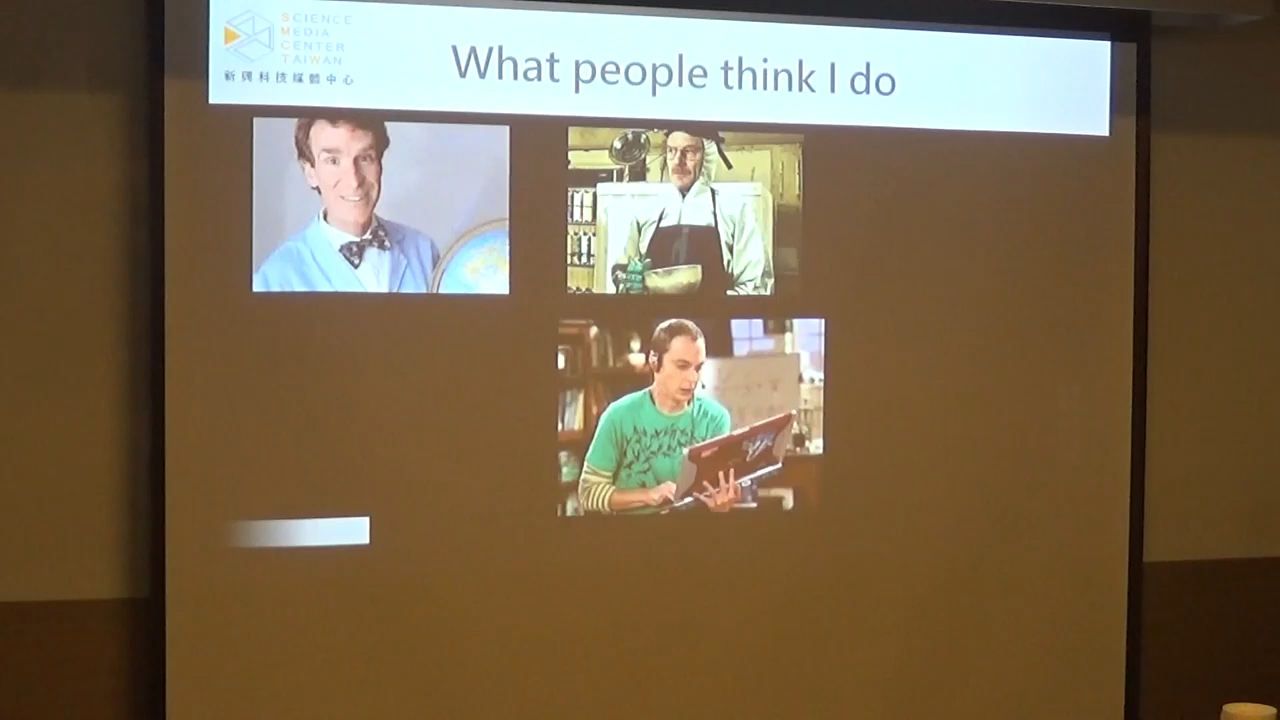 SCIENCE
MEDIA
CENTER
TAIWAN
新興科技媒體中心
What people think I do